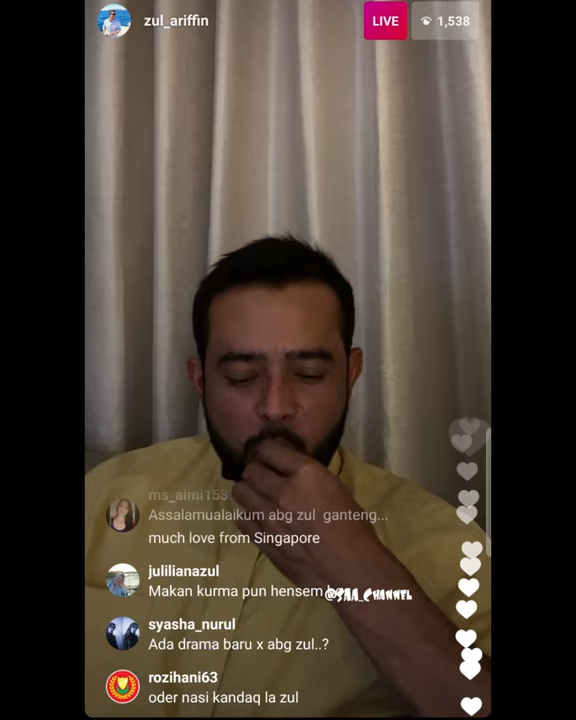 zul_ariffin
LIVE
1,538
ms_aimi153
Assalamualaikum abg zul ganteng...
much love from Singapore
julilianazul
Makan kurma pun hensem
@SAA_CHANNEL
syasha_nurul
Ada drama baru x abg zul..?
rozihani63
oder nasi kandaq la zul